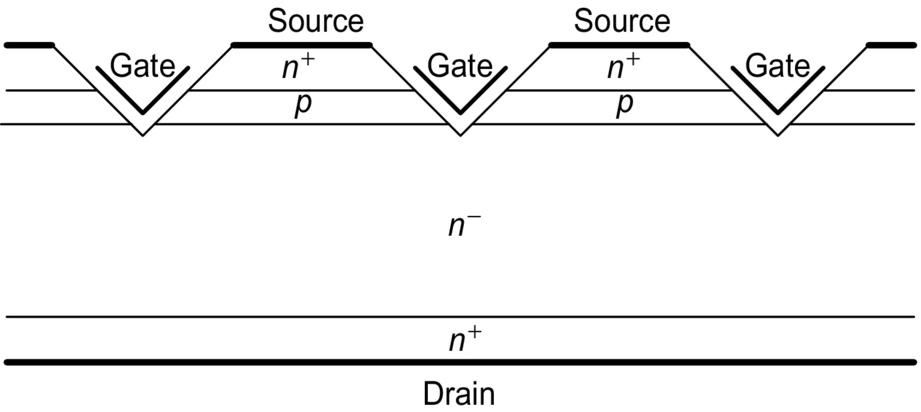 Source Source
Gate n⁺ Gate n⁺ Gate
p p
n⁻
n⁺
Drain